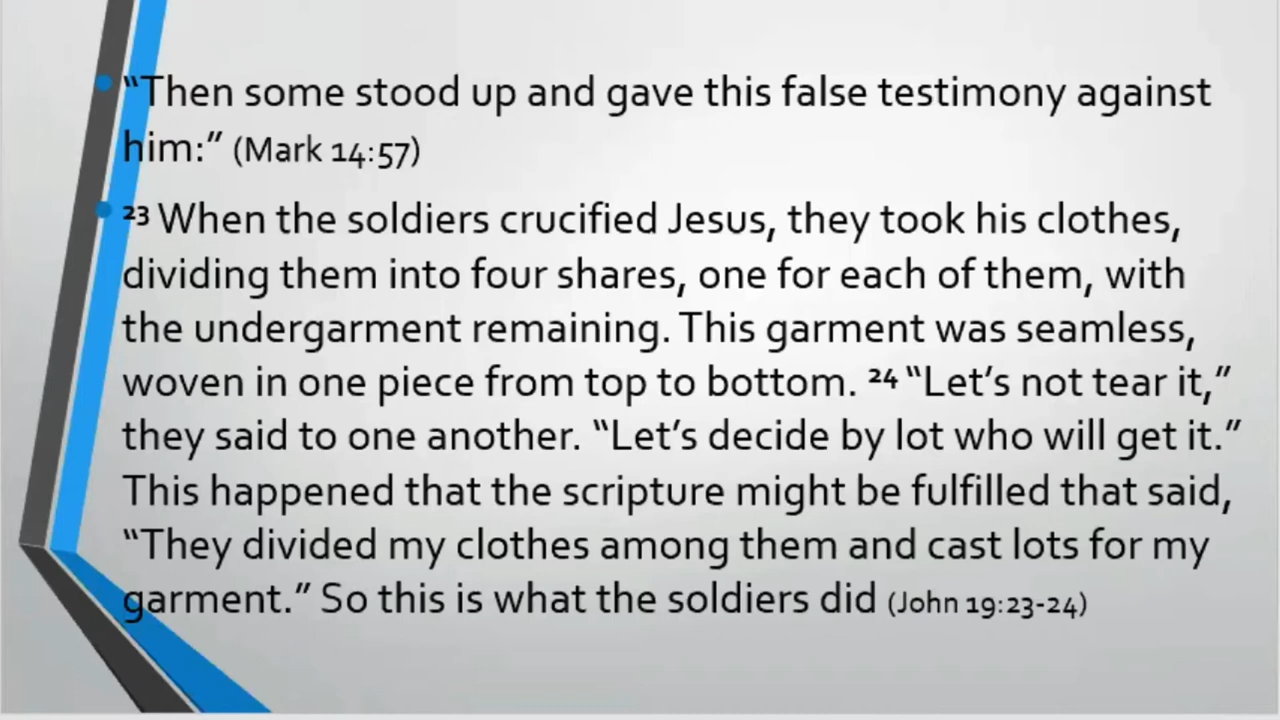 “Then some stood up and gave this false testimony against
him:” (Mark 14:57)
²³ When the soldiers crucified Jesus, they took his clothes,
dividing them into four shares, one for each of them, with
the undergarment remaining. This garment was seamless,
woven in one piece from top to bottom. ²⁴ “Let’s not tear it,”
they said to one another. “Let’s decide by lot who will get it.”
This happened that the scripture might be fulfilled that said,
“They divided my clothes among them and cast lots for my
garment.” So this is what the soldiers did (John 19:23-24)